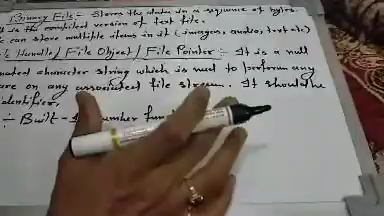 Binary File:- Stores the data in a sequence of bytes.
is the compiled version of text file.
can store multiple items in it (images, audio, text etc)
Handle/File Object/File Pointer :- It is a null
nated character string which is used to perform any
are on any associated file stream. It should be
identifier.
:- Built-